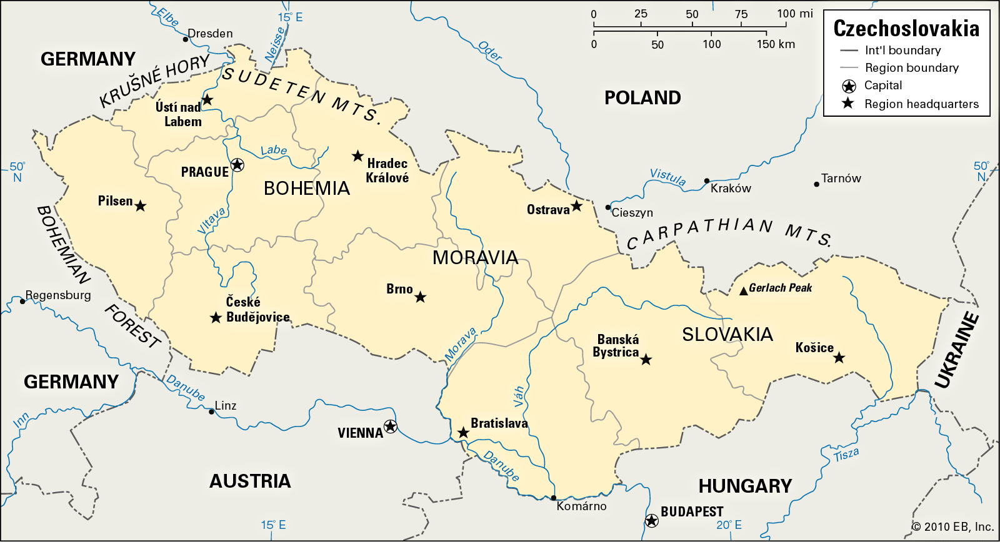 Czechoslovakia
Int'l boundary
Region boundary
Capital
Region headquarters
0 25 50 75 100 mi
0 50 100 150 km
15° E
Elbe
Dresden
Neisse
Oder
GERMANY
KRUŠNÉ HORY
SUDETEN MTS.
POLAND
Ústí nad
Labem
Labe
PRAGUE
Hradec
Králové
BOHEMIA
50°
N
50°
N
Vistula
Kraków
Tarnów
Pilsen
Vltava
Ostrava
Cieszyn
CARPATHIAN MTS.
BOHEMIAN
FOREST
MORAVIA
Regensburg
Brno
Gerlach Peak
České
Budějovice
Morava
Banská
Bystrica
SLOVAKIA
Košice
UKRAINE
GERMANY
Danube
Linz
Inn
Váh
VIENNA
Bratislava
Danube
Tisza
AUSTRIA
HUNGARY
Komárno
BUDAPEST
15° E
20° E
© 2010 EB, Inc.